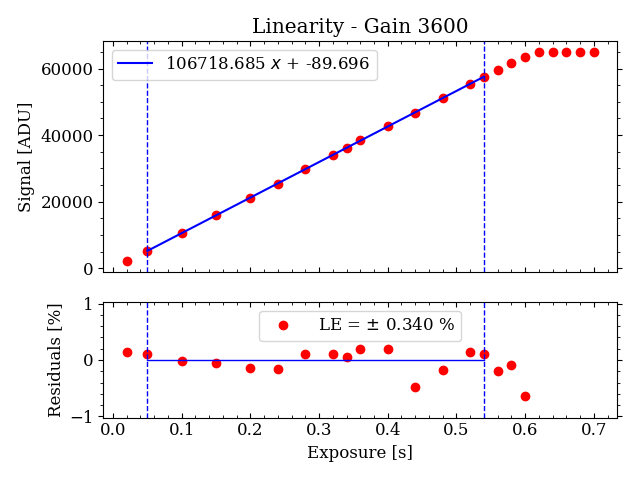 Linearity - Gain 3600
106718.685 x + -89.696
Signal [ADU]
60000
40000
20000
0
LE = ± 0.340 %
Residuals [%]
1
0
−1
0.0 0.1 0.2 0.3 0.4 0.5 0.6 0.7
Exposure [s]